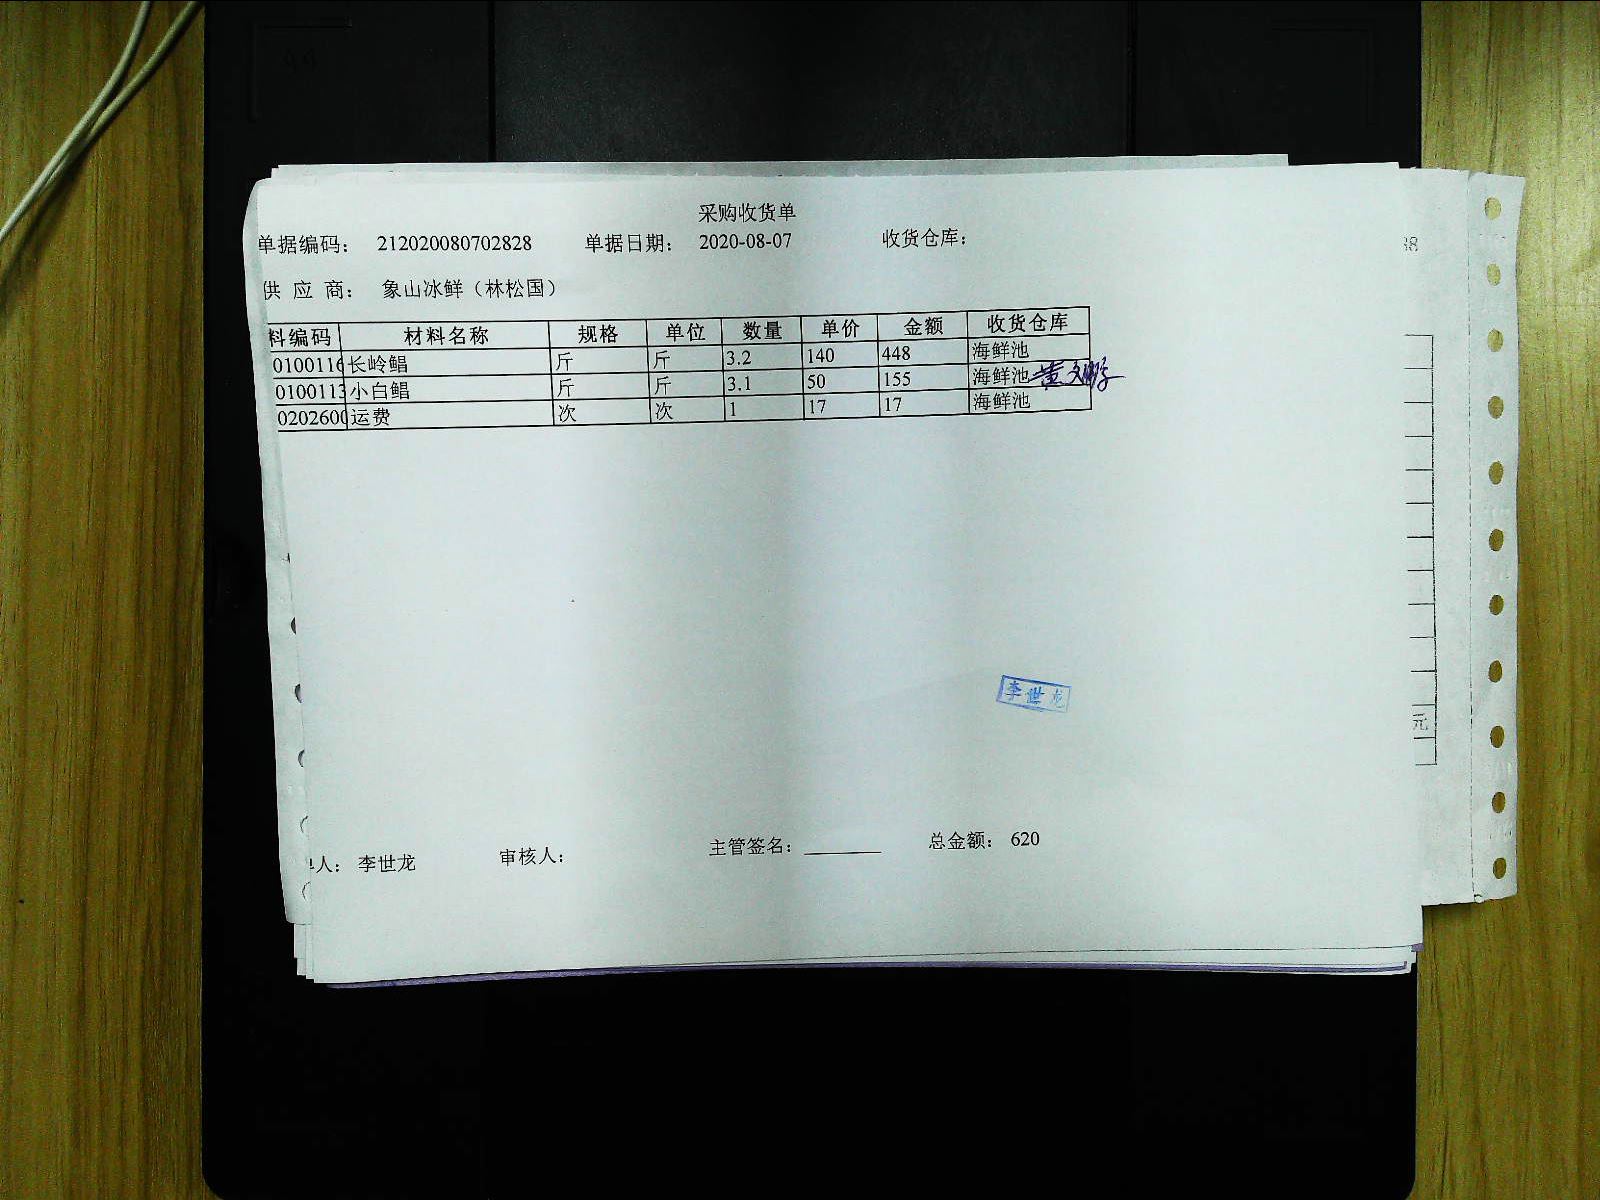 采购收货单
单据编码： 212020080702828 单据日期： 2020-08-07 收货仓库：
供 应 商： 象山冰鲜（林松国）
料编码 材料名称 规格 单位 数量 单价 金额 收货仓库
0100116 长岭鲳 斤 斤 3.2 140 448 海鲜池
0100113 小白鲳 斤 斤 3.1 50 155 海鲜池
0202600 运费 次 次 1 17 17 海鲜池
李世龙
元
人： 李世龙 审核人： 主管签名： 总金额： 620